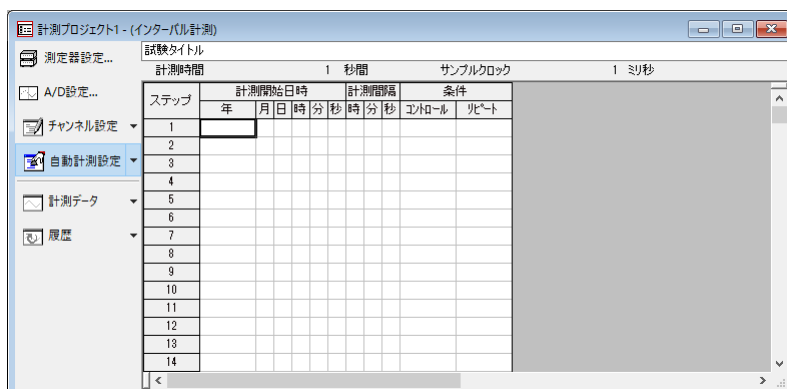 計測プロジェクト1 - (インターバル計測)
測定器設定...
試験タイトル
計測時間 1 秒間 サンプルクロック 1 ミリ秒
A/D設定...
ステップ 計測開始日時 計測間隔 条件
年 月 日 時 分 秒 時 分 秒 コントロール リピート
チャンネル設定
1
2
自動計測設定
3
4
計測データ
5
6
履歴
7
8
9
10
11
12
13
14